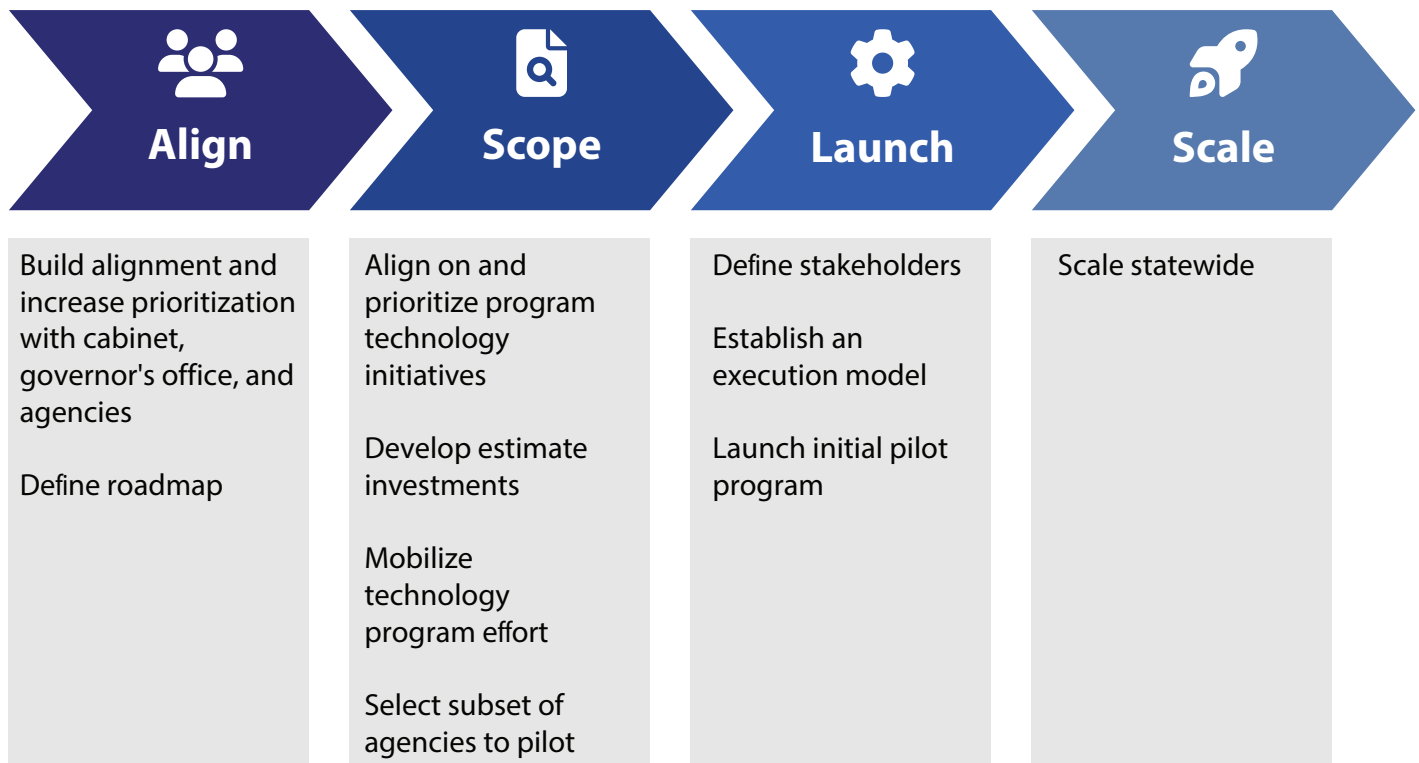 Align
Scope
Launch
Scale
Build alignment and
increase prioritization
with cabinet,
governor's office, and
agencies
Define roadmap
Align on and
prioritize program
technology
initiatives
Develop estimate
investments
Mobilize
technology
program effort
Select subset of
agencies to pilot
Define stakeholders
Establish an
execution model
Launch initial pilot
program
Scale statewide